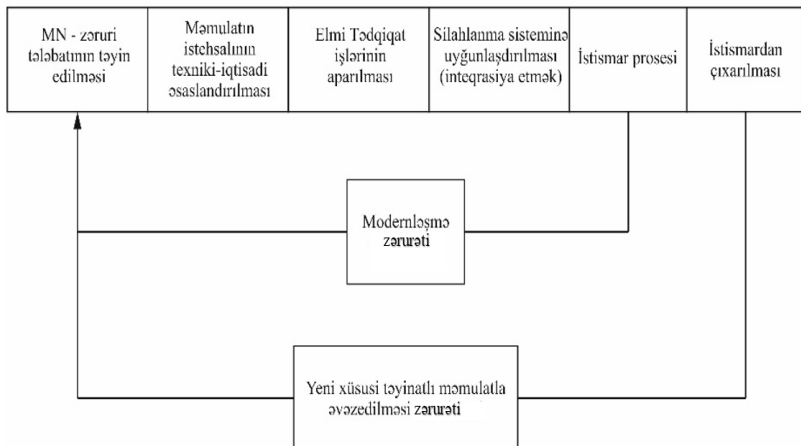 MN - zəruri
tələbatının təyin
edilməsi
Məmulatın
istehsalının
texniki-iqtisadi
əsaslandırılması
Elmi Tədqiqat
işlərinin
aparılması
Silahlanma sisteminə
uyğunlaşdırılması
(inteqrasiya etmək)
İstismar prosesi
İstismardan
çıxarılması
Modernləşmə
zərurəti
Yeni xüsusi təyinatlı məmulatla
əvəzedilməsi zərurəti